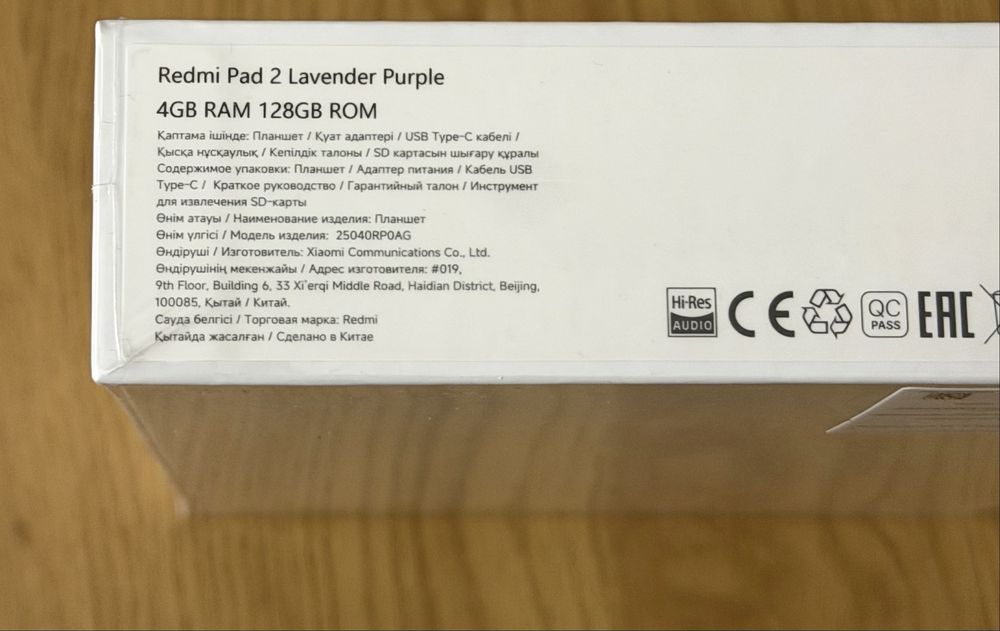 Redmi Pad 2 Lavender Purple
4GB RAM 128GB ROM
Қаптама ішінде: Планшет / Қуат адаптері / USB Type-C кабелі /
Қысқа нұсқаулық / Кепілдік талоны / SD картасын шығару құралы
Содержимое упаковки: Планшет / Адаптер питания / Кабель USB
Type-C / Краткое руководство / Гарантийный талон / Инструмент
для извлечения SD-карты
Өнім атауы / Наименование изделия: Планшет
Өнім үлгісі / Модель изделия: 25040RP0AG
Өндіруші / Изготовитель: Xiaomi Communications Co., Ltd.
Өндірушінің мекенжайы / Адрес изготовителя: #019,
9th Floor, Building 6, 33 Xi'erqi Middle Road, Haidian District, Beijing,
100085, Қытай / Китай.
Сауда белгісі / Торговая марка: Redmi
Қытайда жасалған / Сделано в Китае
Hi-Res
AUDIO
CE
QC
PASS
EAC